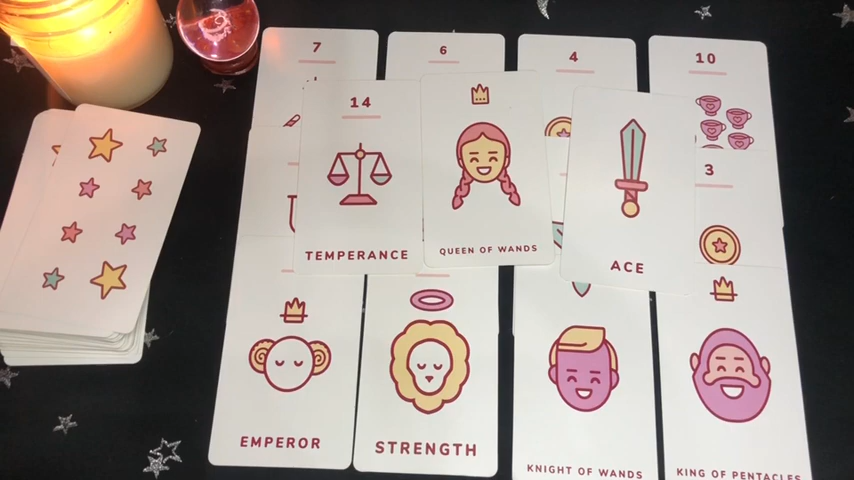 7
6
4
10
14
3
TEMPERANCE
QUEEN OF WANDS
ACE
EMPEROR
STRENGTH
KNIGHT OF WANDS
KING OF PENTACLES